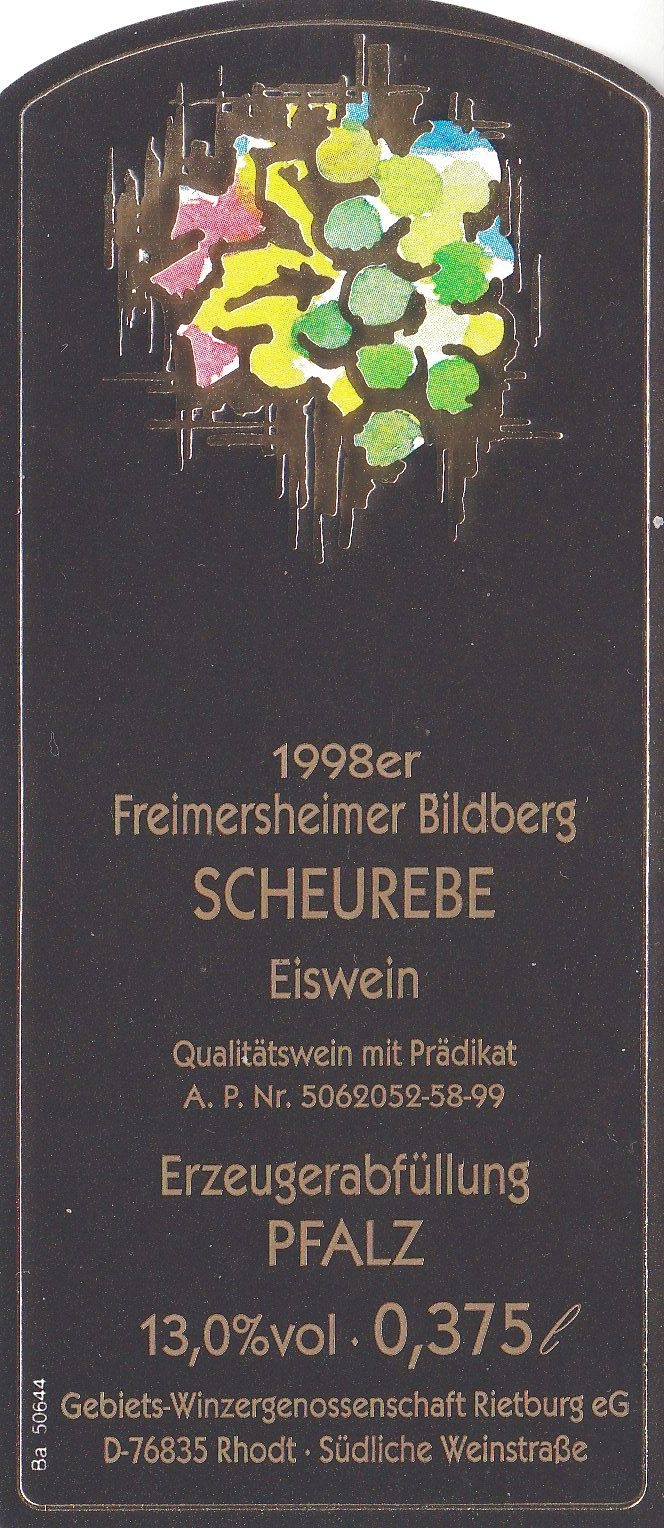 1998er
Freimersheimer Bildberg
SCHEUREBE
Eiswein
Qualitätswein mit Prädikat
A. P. Nr. 5062052-58-99
Erzeugerabfüllung
PFALZ
13,0%vol · 0,375 ℓ
Gebiets-Winzergenossenschaft Rietburg eG
D-76835 Rhodt · Südliche Weinstraße
Ba 50644